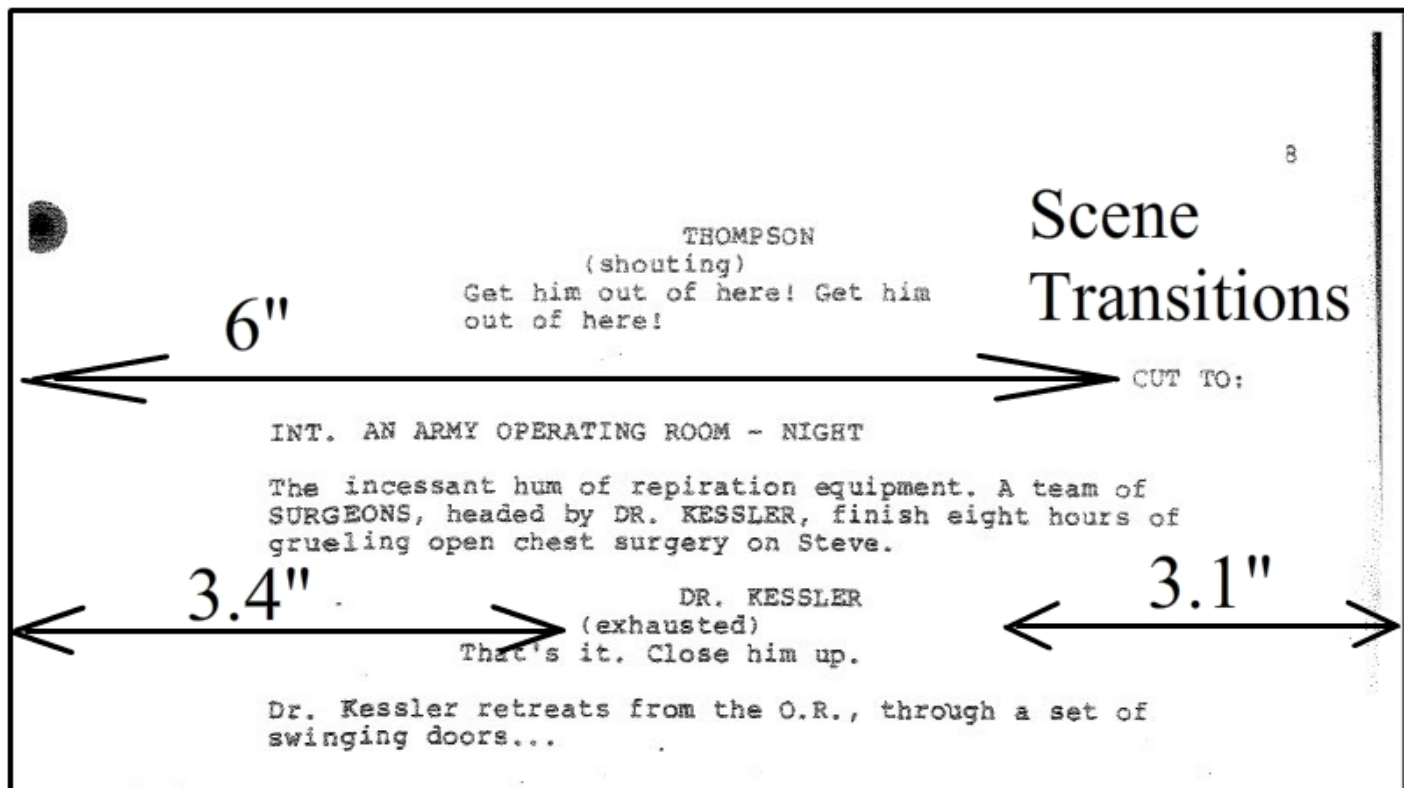 8
Scene
Transitions
THOMPSON
(shouting)
Get him out of here! Get him
out of here!
6"
CUT TO:
INT. AN ARMY OPERATING ROOM - NIGHT
The incessant hum of repiration equipment. A team of
SURGEONS, headed by DR. KESSLER, finish eight hours of
grueling open chest surgery on Steve.
3.4"
3.1"
DR. KESSLER
(exhausted)
That's it. Close him up.
Dr. Kessler retreats from the O.R., through a set of
swinging doors...